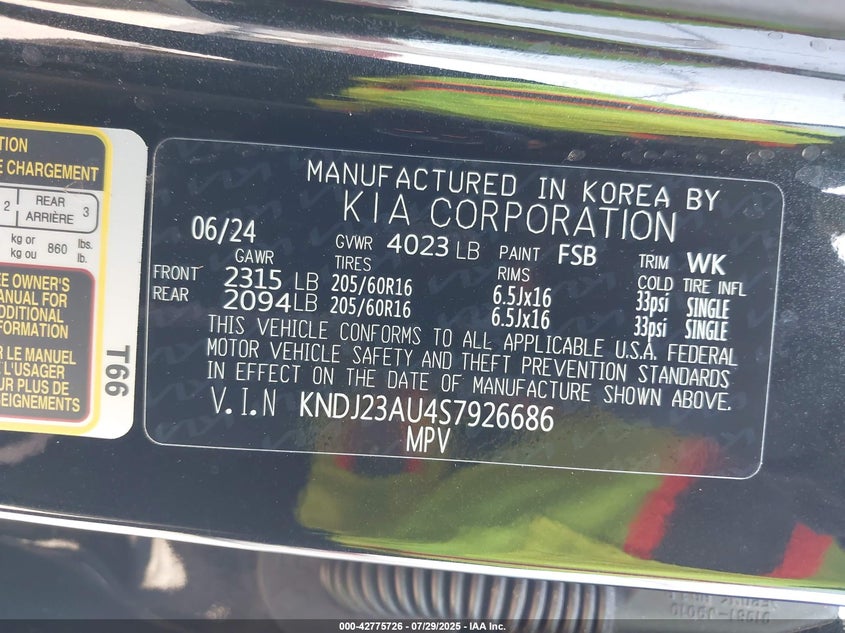 TION
E CHARGEMENT
2 REAR ARRIÈRE 3
kg or kg ou 860 lbs. lb.
EE OWNER'S
ANUAL FOR
DDITIONAL
FORMATION
R LE MANUEL
E L'USAGER
UR PLUS DE
SEIGNEMENTS
T66
MANUFACTURED IN KOREA BY
KIA CORPORATION
06/24 GVWR 4023 LB PAINT FSB TRIM WK
GAWR TIRES RIMS COLD TIRE INFL
FRONT 2315 LB 205/60R16 6.5Jx16 33psi SINGLE
REAR 2094 LB 205/60R16 6.5Jx16 33psi SINGLE
THIS VEHICLE CONFORMS TO ALL APPLICABLE U.S.A. FEDERAL
MOTOR VEHICLE SAFETY AND THEFT PREVENTION STANDARDS
IN EFFECT ON THE DATE OF MANUFACTURE SHOWN ABOVE.
V.I.N KNDJ23AU4S7926686
MPV
000-42775726 - 07/29/2025 - IAA Inc.